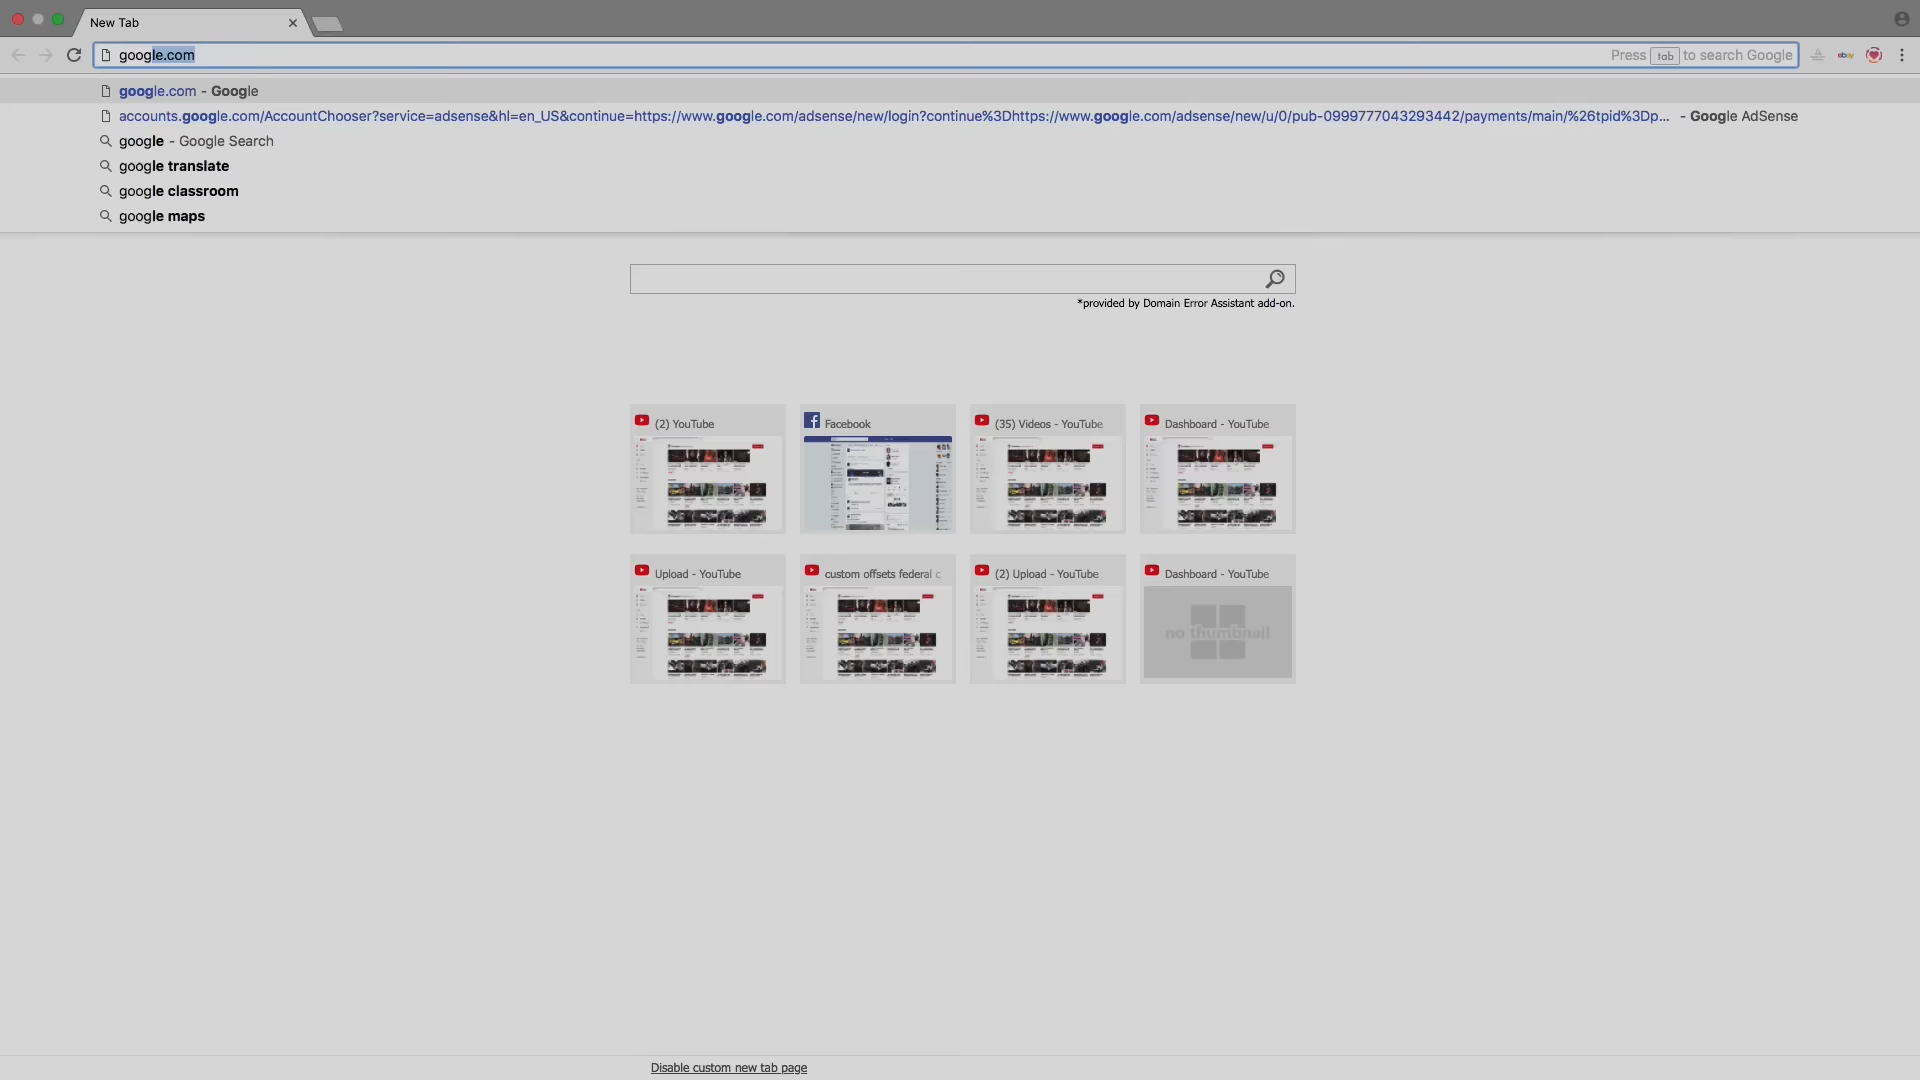 New Tab
google.com
Press tab to search Google
ebay
google.com - Google
accounts.google.com/AccountChooser?service=adsense&hl=en_US&continue=https://www.google.com/adsense/new/login?continue%3Dhttps://www.google.com/adsense/new/u/0/pub-0999777043293442/payments/main/%26tpid%3Dp... - Google AdSense
google - Google Search
google translate
google classroom
google maps
*provided by Domain Error Assistant add-on.
(2) YouTube
Facebook
(35) Videos - YouTube
Dashboard - YouTube
Upload - YouTube
custom offsets federal c
(2) Upload - YouTube
Dashboard - YouTube
no thumbnail
Disable custom new tab page